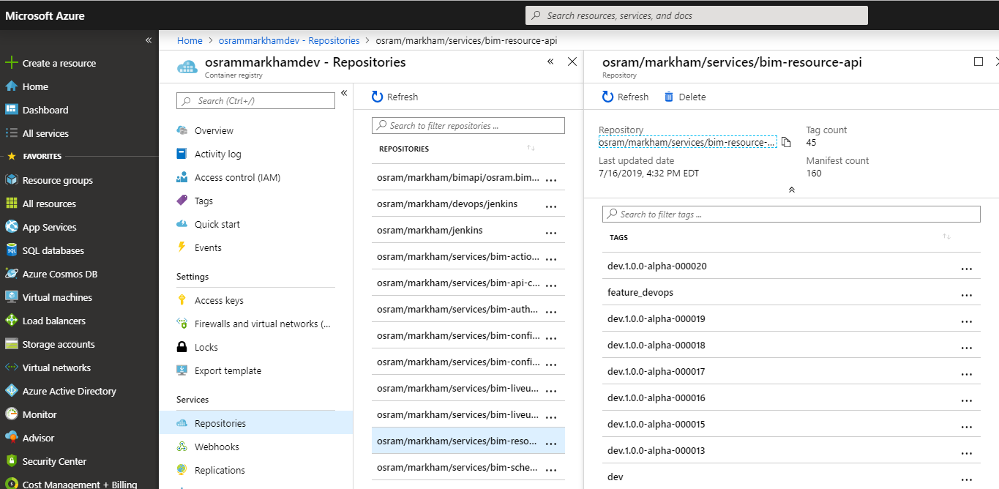 Microsoft Azure
Search resources, services, and docs
«
Create a resource
Home
Dashboard
All services
FAVORITES
Resource groups
All resources
App Services
SQL databases
Azure Cosmos DB
Virtual machines
Load balancers
Storage accounts
Virtual networks
Azure Active Directory
Monitor
Advisor
Security Center
Cost Management + Billing
Home > osrammarkhamdev - Repositories > osram/markham/services/bim-resource-api
osrammarkhamdev - Repositories
Container registry
Search (Ctrl+/)
Overview
Activity log
Access control (IAM)
Tags
Quick start
Events
Settings
Access keys
Firewalls and virtual networks (...
Locks
Export template
Services
Repositories
Webhooks
Replications
Refresh
Search to filter repositories ...
REPOSITORIES
osram/markham/bimapi/osram.bim... ...
osram/markham/devops/jenkins ...
osram/markham/jenkins ...
osram/markham/services/bim-actio... ...
osram/markham/services/bim-api-c... ...
osram/markham/services/bim-auth... ...
osram/markham/services/bim-confi... ...
osram/markham/services/bim-confi... ...
osram/markham/services/bim-liveu... ...
osram/markham/services/bim-liveu... ...
osram/markham/services/bim-reso... ...
osram/markham/services/bim-sche... ...
osram/markham/services/bim-resource-api
Repository
Refresh Delete
Repository
osram/markham/services/bim-resource-...
Tag count
45
Last updated date
7/16/2019, 4:32 PM EDT
Manifest count
160
Search to filter tags ...
TAGS
dev.1.0.0-alpha-000020 ...
feature_devops ...
dev.1.0.0-alpha-000019 ...
dev.1.0.0-alpha-000018 ...
dev.1.0.0-alpha-000017 ...
dev.1.0.0-alpha-000016 ...
dev.1.0.0-alpha-000015 ...
dev.1.0.0-alpha-000013 ...
dev ...